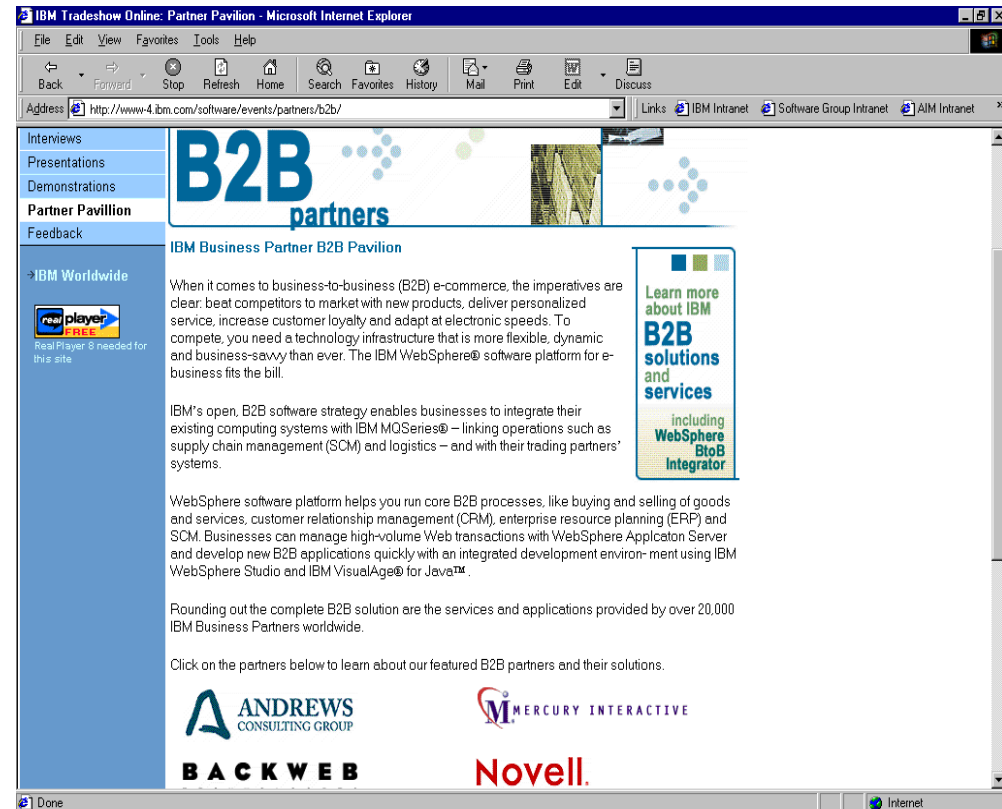 IBM Tradeshow Online: Partner Pavilion - Microsoft Internet Explorer
File Edit View Favorites Tools Help
Back Forward Stop Refresh Home Search Favorites History Mail Print Edit Discuss
Address http://www-4.ibm.com/software/events/partners/b2b/ Links IBM Intranet Software Group Intranet AIM Intranet »
Interviews
Presentations
Demonstrations
Partner Pavillion
Feedback
IBM Worldwide
real player
FREE
RealPlayer 8 needed for
this site
B2B
partners
IBM Business Partner B2B Pavilion
When it comes to business-to-business (B2B) e-commerce, the imperatives are
clear: beat competitors to market with new products, deliver personalized
service, increase customer loyalty and adapt at electronic speeds. To
compete, you need a technology infrastructure that is more flexible, dynamic
and business-savvy than ever. The IBM WebSphere® software platform for e-
business fits the bill.
IBM's open, B2B software strategy enables businesses to integrate their
existing computing systems with IBM MQSeries® – linking operations such as
supply chain management (SCM) and logistics – and with their trading partners'
systems.
Learn more
about IBM
B2B
solutions
and
services
including
WebSphere
BtoB
Integrator
WebSphere software platform helps you run core B2B processes, like buying and selling of goods
and services, customer relationship management (CRM), enterprise resource planning (ERP) and
SCM. Businesses can manage high-volume Web transactions with WebSphere Applcaton Server
and develop new B2B applications quickly with an integrated development environ- ment using IBM
WebSphere Studio and IBM VisualAge® for Java™ .
Rounding out the complete B2B solution are the services and applications provided by over 20,000
IBM Business Partners worldwide.
Click on the partners below to learn about our featured B2B partners and their solutions.
ANDREWS
CONSULTING GROUP
MERCURY INTERACTIVE
BACKWEB
Novell.
Done Internet